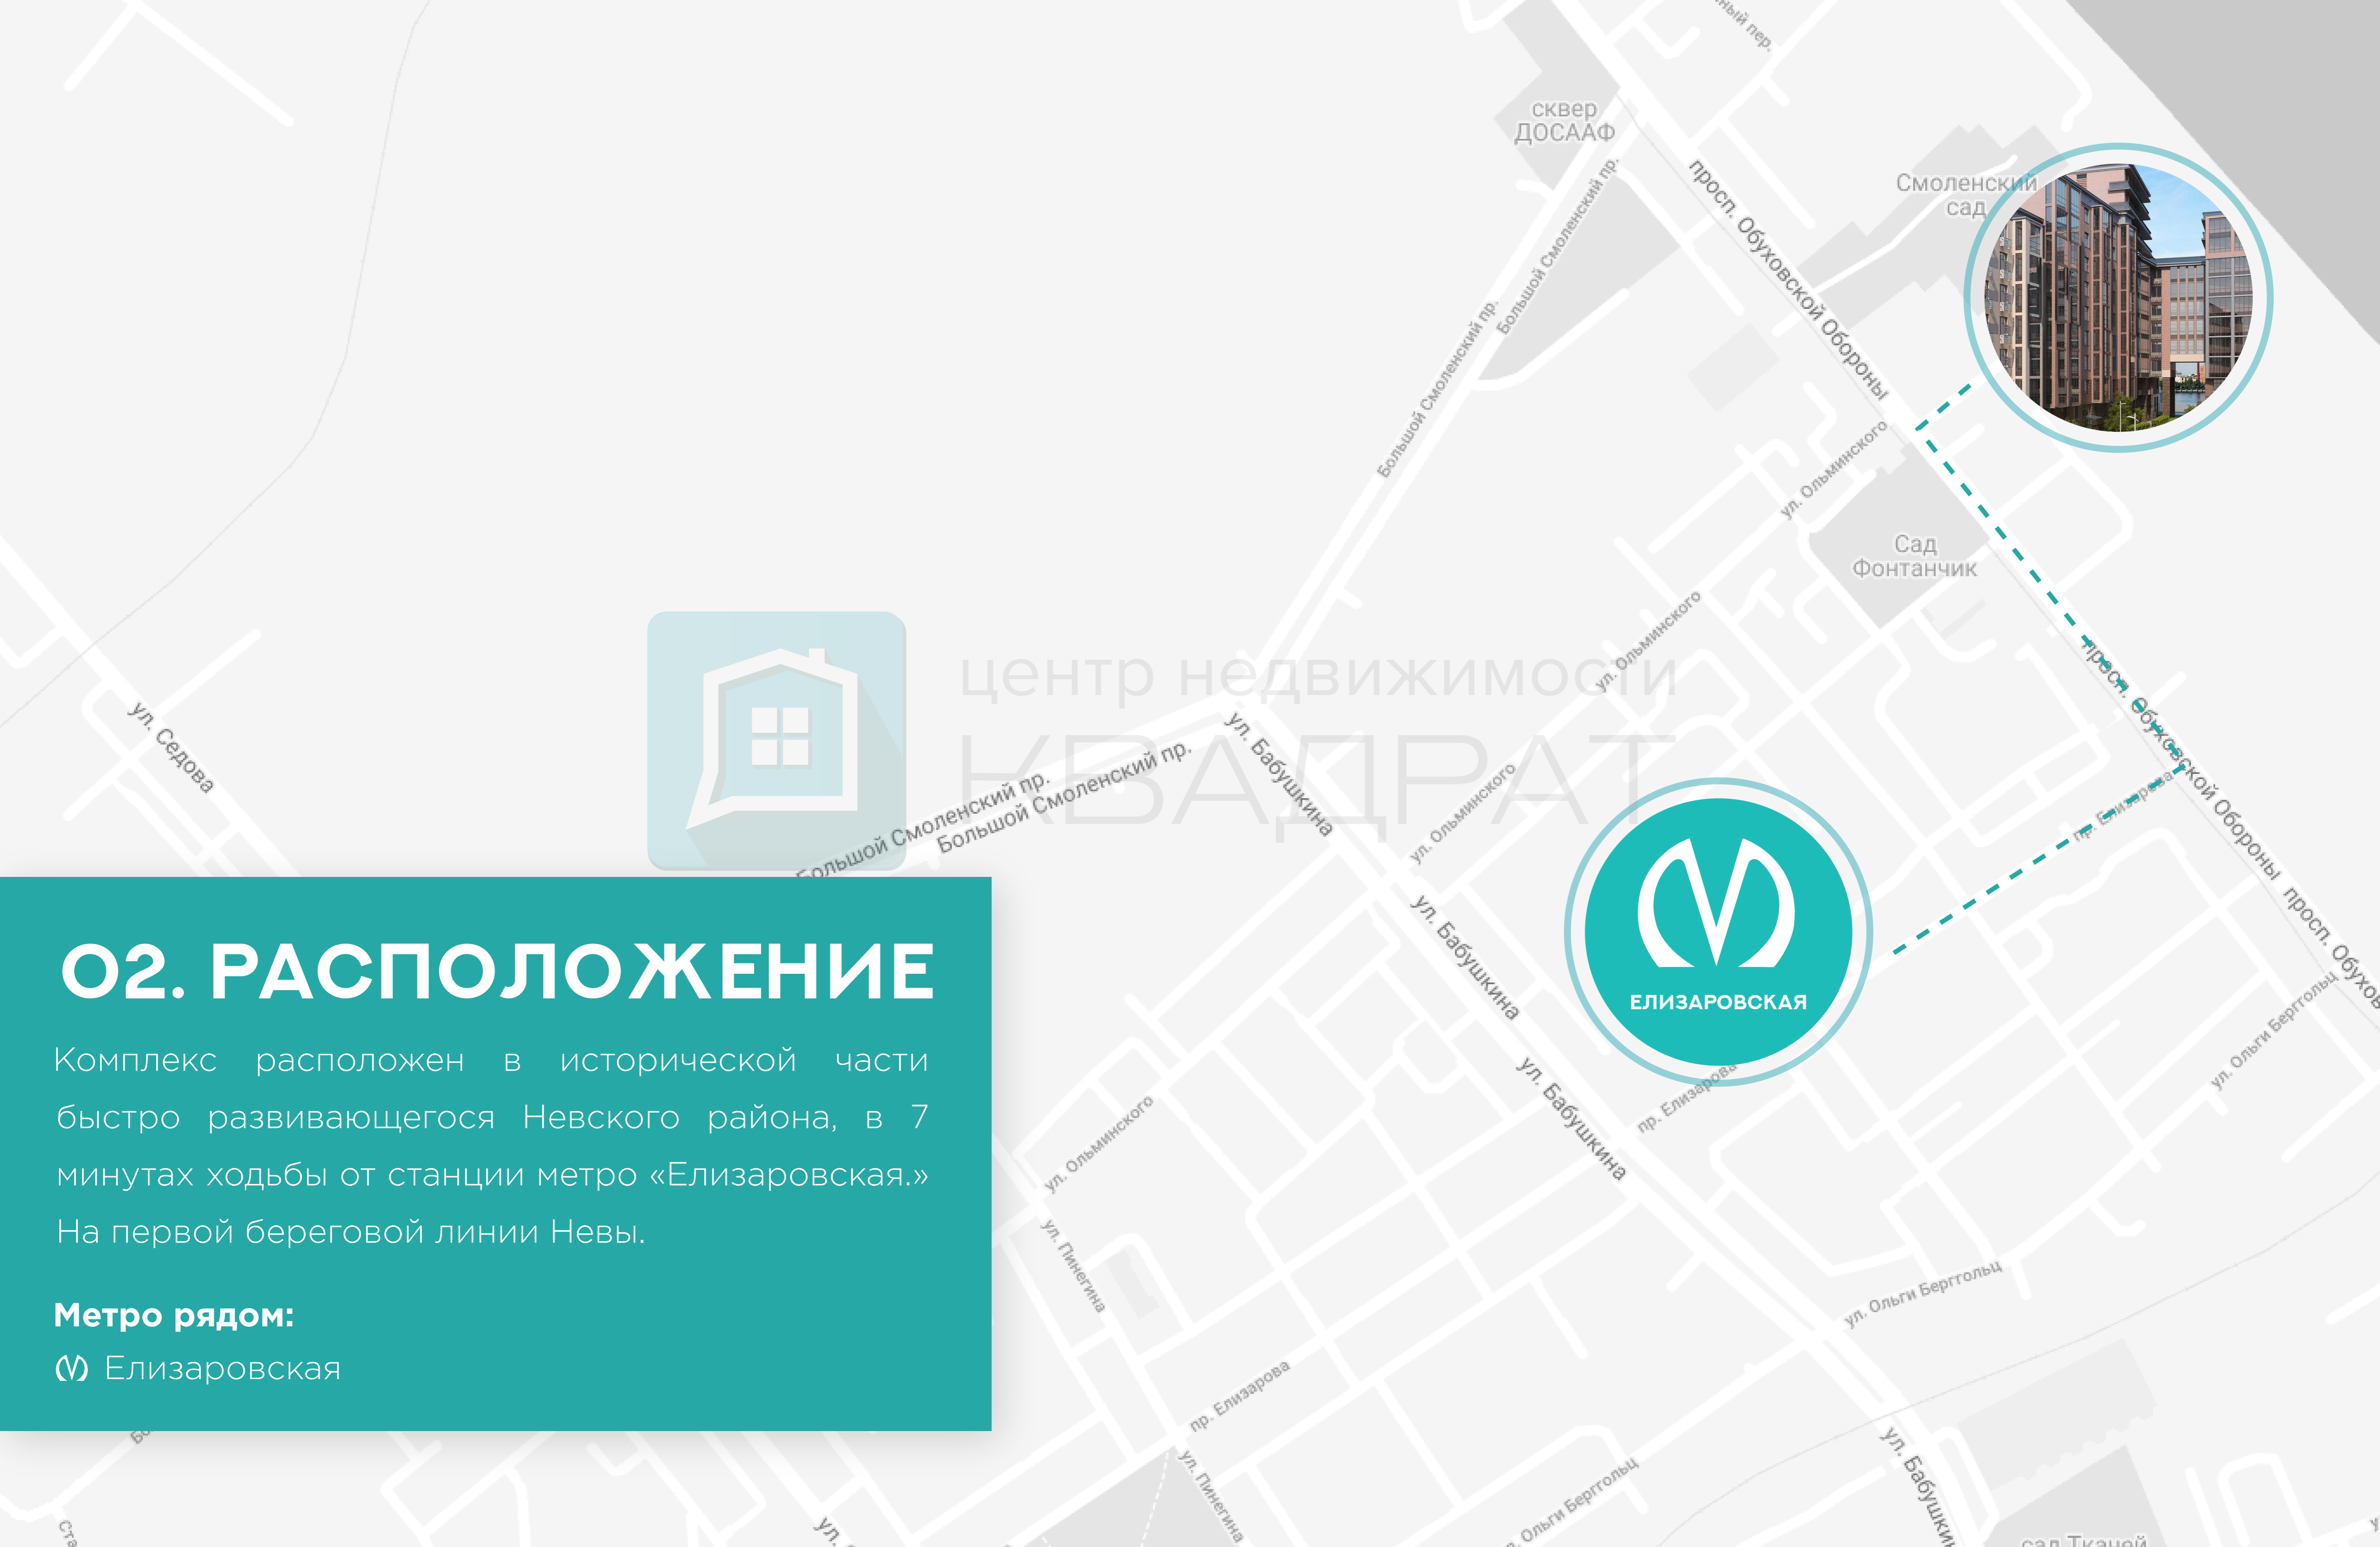 сквер
ДОСААФ
Смоленский
сад
просп. Обуховской Обороны
Большой Смоленский пр.
Большой Смоленский пр.
ул. Ольминского
Сад
Фонтанчик
ул. Ольминского
просп. Обуховской Обороны
просп. Обухов
центр недвижимости
КВАДРАТ
ул. Седова
Большой Смоленский пр.
Большой Смоленский пр.
ул. Бабушкина
ул. Ольминского
пр. Елизарова
ЕЛИЗАРОВСКАЯ
ул. Бабушкина
ул. Ольги Берггольц
пр. Елизарова
ул. Бабушкина
02. РАСПОЛОЖЕНИЕ
Комплекс расположен в исторической части
быстро развивающегося Невского района, в 7
минутах ходьбы от станции метро «Елизаровская.»
На первой береговой линии Невы.
Метро рядом:
Елизаровская
ул. Ольминского
ул. Пинегина
ул. Ольги Берггольц
пр. Елизарова
ул. Пинегина
ул. Ольги Берггольц
ул. Бабушкин
сад Ткачей